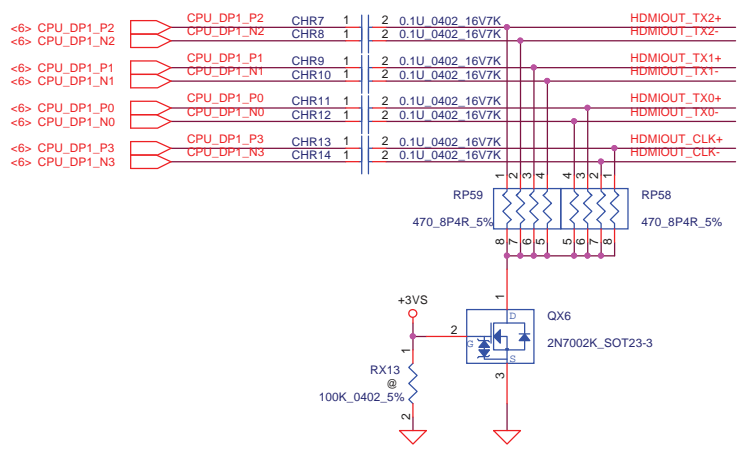 CPU_DP1_P2 CHR7 1 2 0.1U_0402_16V7K HDMIOUT_TX2+
<6> CPU_DP1_P2
CPU_DP1_N2 CHR8 1 2 0.1U_0402_16V7K HDMIOUT_TX2-
<6> CPU_DP1_N2
CPU_DP1_P1 CHR9 1 2 0.1U_0402_16V7K HDMIOUT_TX1+
<6> CPU_DP1_P1
CPU_DP1_N1 CHR10 1 2 0.1U_0402_16V7K HDMIOUT_TX1-
<6> CPU_DP1_N1
CPU_DP1_P0 CHR11 1 2 0.1U_0402_16V7K HDMIOUT_TX0+
<6> CPU_DP1_P0
CPU_DP1_N0 CHR12 1 2 0.1U_0402_16V7K HDMIOUT_TX0-
<6> CPU_DP1_N0
CPU_DP1_P3 CHR13 1 2 0.1U_0402_16V7K HDMIOUT_CLK+
<6> CPU_DP1_P3
CPU_DP1_N3 CHR14 1 2 0.1U_0402_16V7K HDMIOUT_CLK-
<6> CPU_DP1_N3
1 2 3 4 4 3 2 1
RP59 RP58
470_8P4R_5% 470_8P4R_5%
8 7 6 5 5 6 7 8
+3VS
1
QX6
D
2
G
2N7002K_SOT23-3
S
1
RX13
3
@
100K_0402_5%
2